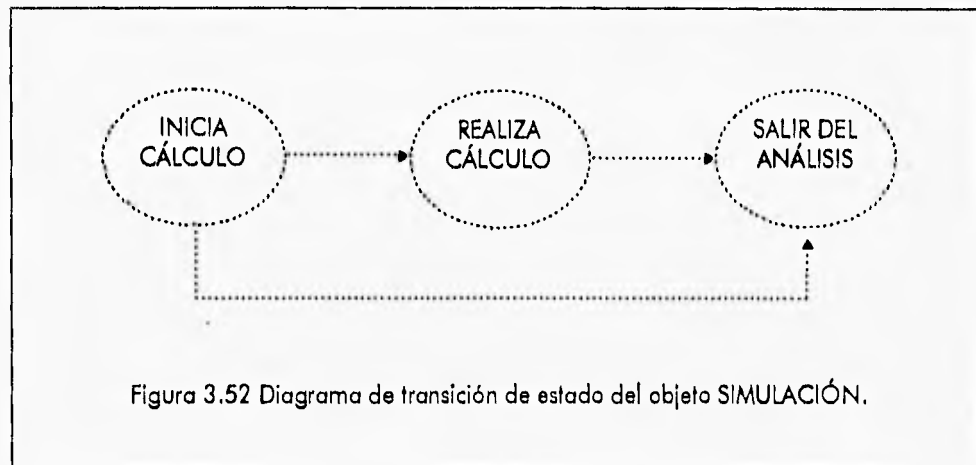 INICIA
CÁLCULO
REALIZA
CÁLCULO
SALIR DEL
ANÁLISIS
Figura 3.52 Diagrama de transición de estado del objeto SIMULACIÓN.